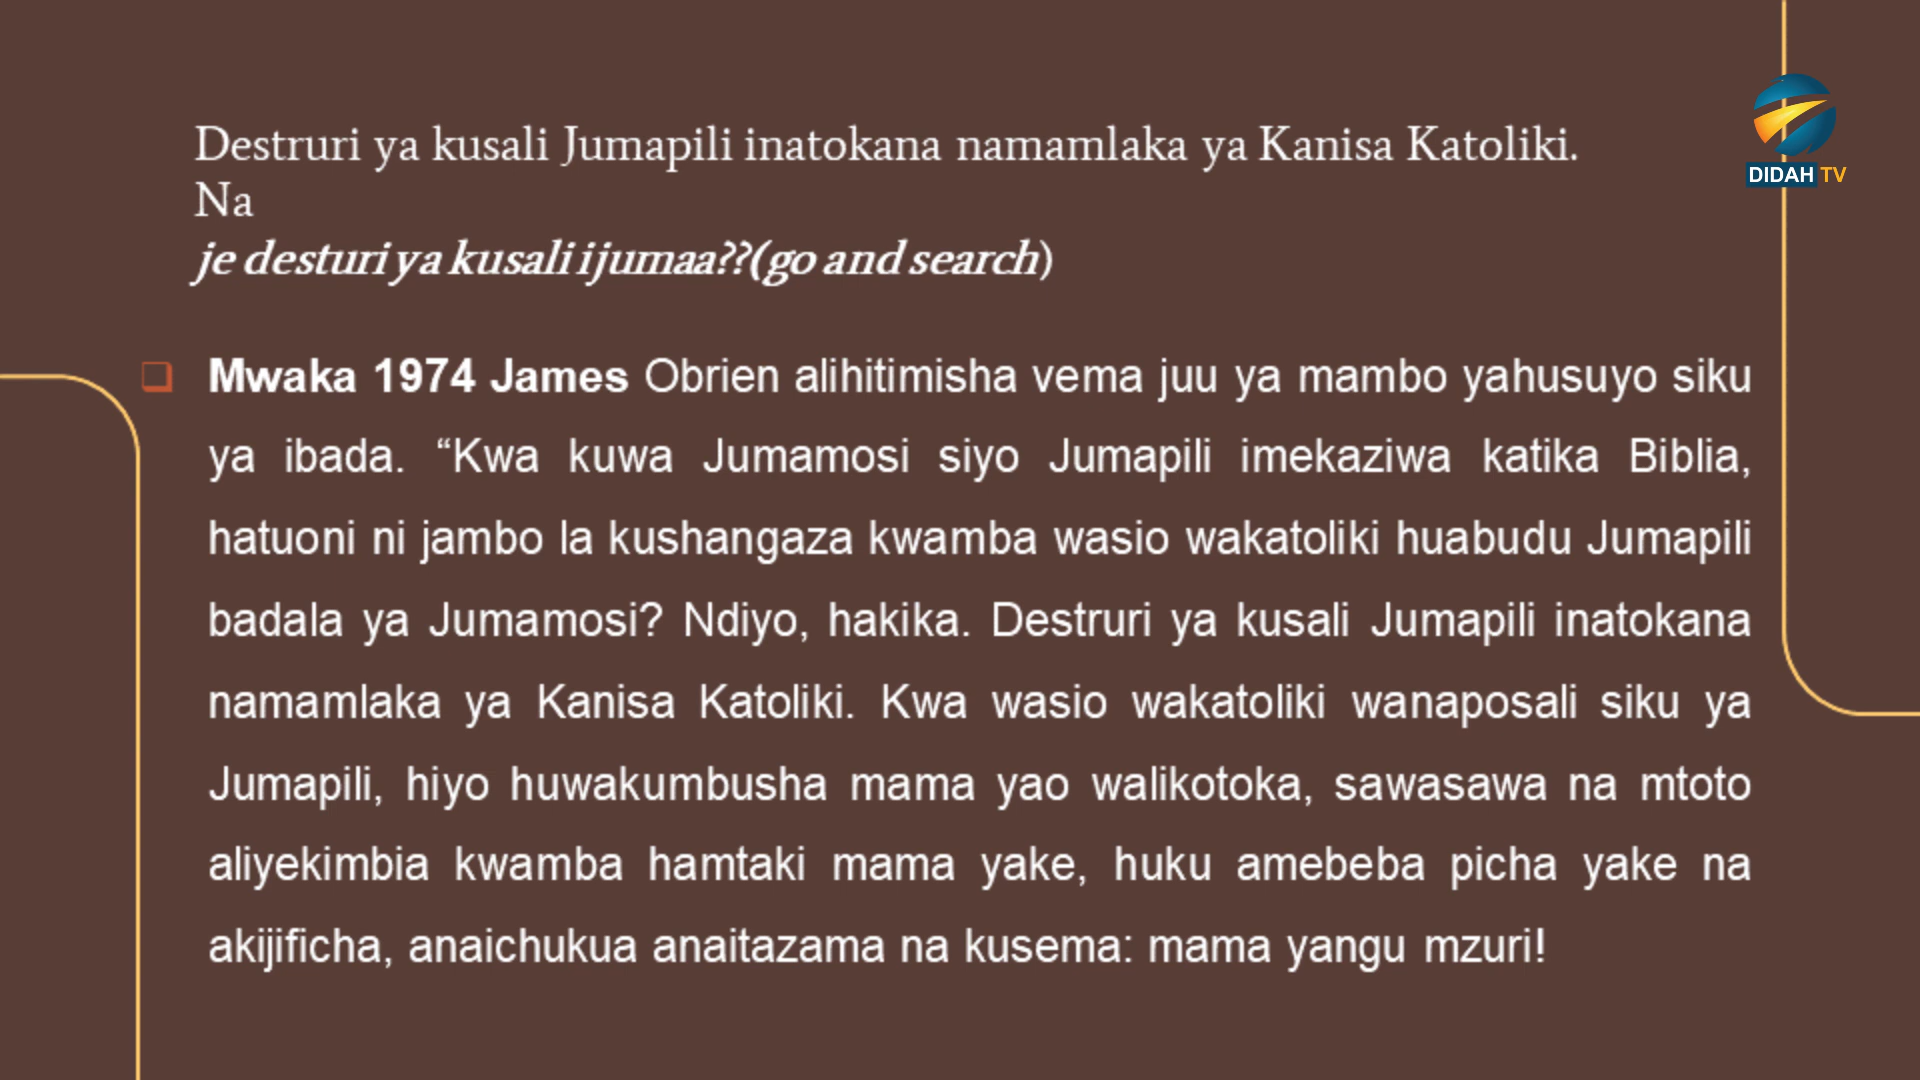 Destruri ya kusali Jumapili inatokana namamlaka ya Kanisa Katoliki.
Na
je desturi ya kusali ijumaa??(go and search)
DIDAH TV
Mwaka 1974 James Obrien alihitimisha vema juu ya mambo yahusuyo siku
ya ibada. “Kwa kuwa Jumamosi siyo Jumapili imekaziwa katika Biblia,
hatuoni ni jambo la kushangaza kwamba wasio wakatoliki huabudu Jumapili
badala ya Jumamosi? Ndiyo, hakika. Destruri ya kusali Jumapili inatokana
namamlaka ya Kanisa Katoliki. Kwa wasio wakatoliki wanaposali siku ya
Jumapili, hiyo huwakumbusha mama yao walikotoka, sawasawa na mtoto
aliyekimbia kwamba hamtaki mama yake, huku amebeba picha yake na
akijificha, anaichukua anaitazama na kusema: mama yangu mzuri!